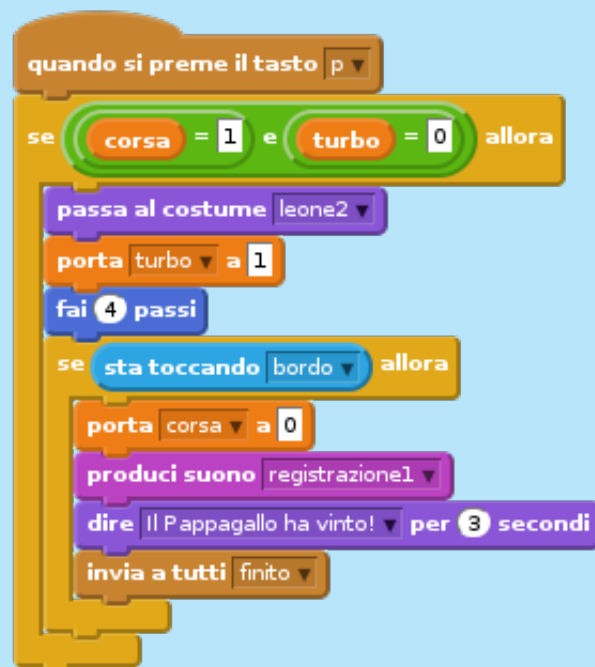 quando si preme il tasto p
se corsa = 1 e turbo = 0 allora
passa al costume leone2
porta turbo a 1
fai 4 passi
se sta toccando bordo allora
porta corsa a 0
produci suono registrazione1
dire Il Pappagallo ha vinto! per 3 secondi
invia a tutti finito